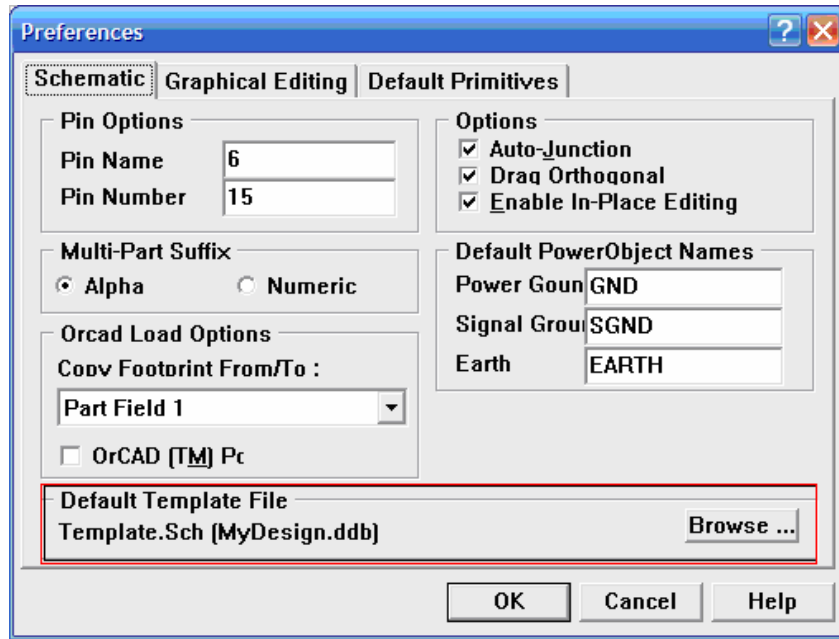 Preferences
Schematic Graphical Editing Default Primitives
Pin Options
Pin Name 6
Pin Number 15
Options
Auto-Junction
Drag Orthogonal
Enable In-Place Editing
Multi-Part Suffix
Alpha Numeric
Default PowerObject Names
Power Goun GND
Signal Grou SGND
Earth EARTH
Orcad Load Options
Copy Footprint From/To :
Part Field 1
OrCAD (TM) Pc
Default Template File
Template.Sch (MyDesign.ddb)
Browse ...
OK Cancel Help